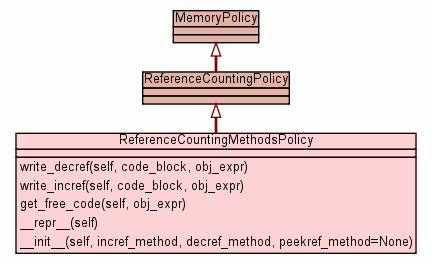 MemoryPolicy
ReferenceCountingPolicy
ReferenceCountingMethodsPolicy
write_decref(self, code_block, obj_expr)
write_incref(self, code_block, obj_expr)
get_free_code(self, obj_expr)
__repr__(self)
__init__(self, incref_method, decref_method, peekref_method=None)